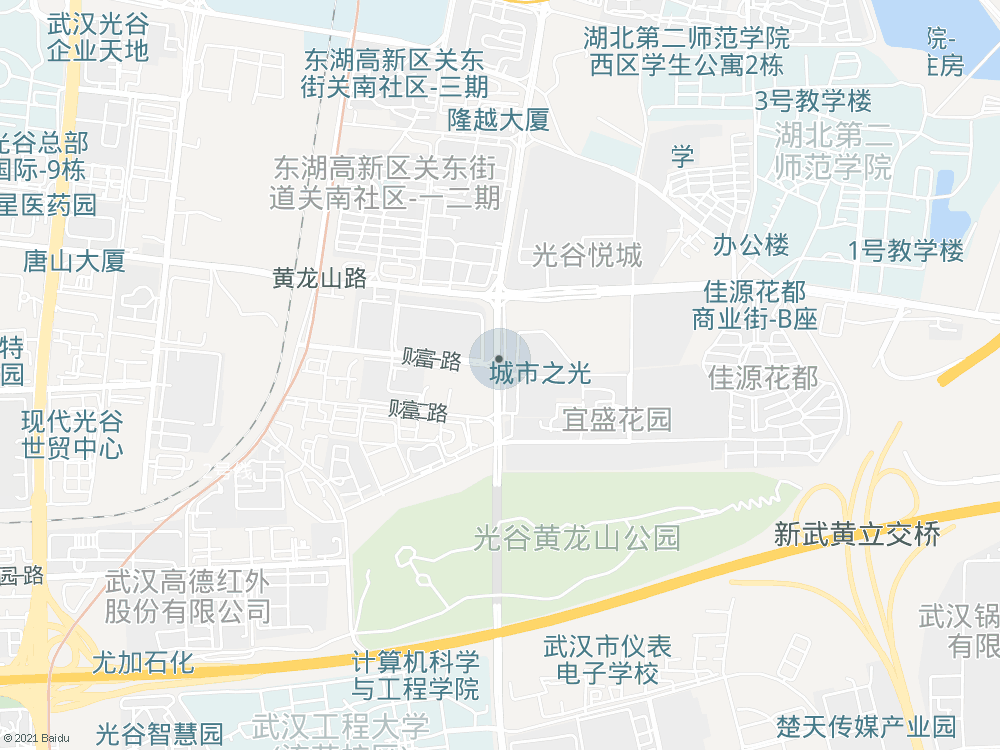 武汉光谷
企业天地
东湖高新区关东
街关南社区-三期
湖北第二师范学院
西区学生公寓2栋
院-
主房
隆越大厦
3号教学楼
湖北第二
师范学院
光谷总部
国际-9栋
星医药园
东湖高新区关东街
道关南社区-一二期
学
唐山大厦
黄龙山路
光谷悦城
办公楼
1号教学楼
佳源花都
商业街-B座
特
园
财富一路
城市之光
佳源花都
财富二路
宜盛花园
现代光谷
世贸中心
光谷黄龙山公园
新武黄立交桥
园路
武汉高德红外
股份有限公司
武汉锅
有限
尤加石化
计算机科学
与工程学院
武汉市仪表
电子学校
光谷智慧园
武汉工程大学
楚天传媒产业园
© 2021 Baidu